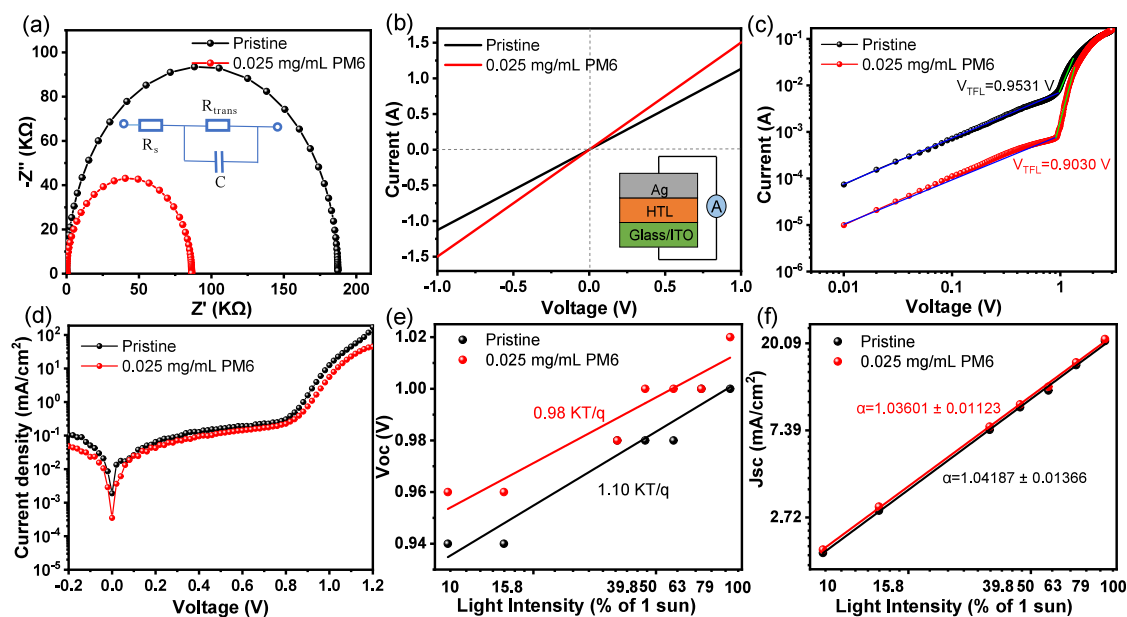 (a)
-Z'' (KΩ)
100
80
60
40
20
0
Pristine
0.025 mg/mL PM6
Rs
Rtrans
C
0
50
100
150
200
Z' (KΩ)
(b)
Current (A)
1.5
1.0
0.5
0.0
-0.5
-1.0
-1.5
Pristine
0.025 mg/mL PM6
Ag
HTL
Glass/ITO
A
-1.0
-0.5
0.0
0.5
1.0
Voltage (V)
(c)
Current (A)
10-1
10-2
10-3
10-4
10-5
10-6
Pristine
0.025 mg/mL PM6
VTFL=0.9531 V
VTFL=0.9030 V
0.01
0.1
1
Voltage (V)
(d)
Current density (mA/cm2)
102
101
100
10-1
10-2
10-3
10-4
10-5
Pristine
0.025 mg/mL PM6
-0.2
0.0
0.2
0.4
0.6
0.8
1.0
1.2
Voltage (V)
(e)
Voc (V)
1.02
1.00
0.98
0.96
0.94
Pristine
0.025 mg/mL PM6
0.98 KT/q
1.10 KT/q
10
15.8
39.8
50
63
79
100
Light Intensity (% of 1 sun)
(f)
Jsc (mA/cm2)
20.09
7.39
2.72
Pristine
0.025 mg/mL PM6
α=1.03601 ± 0.01123
α=1.04187 ± 0.01366
10
15.8
39.8
50
63
79
100
Light Intensity (% of 1 sun)